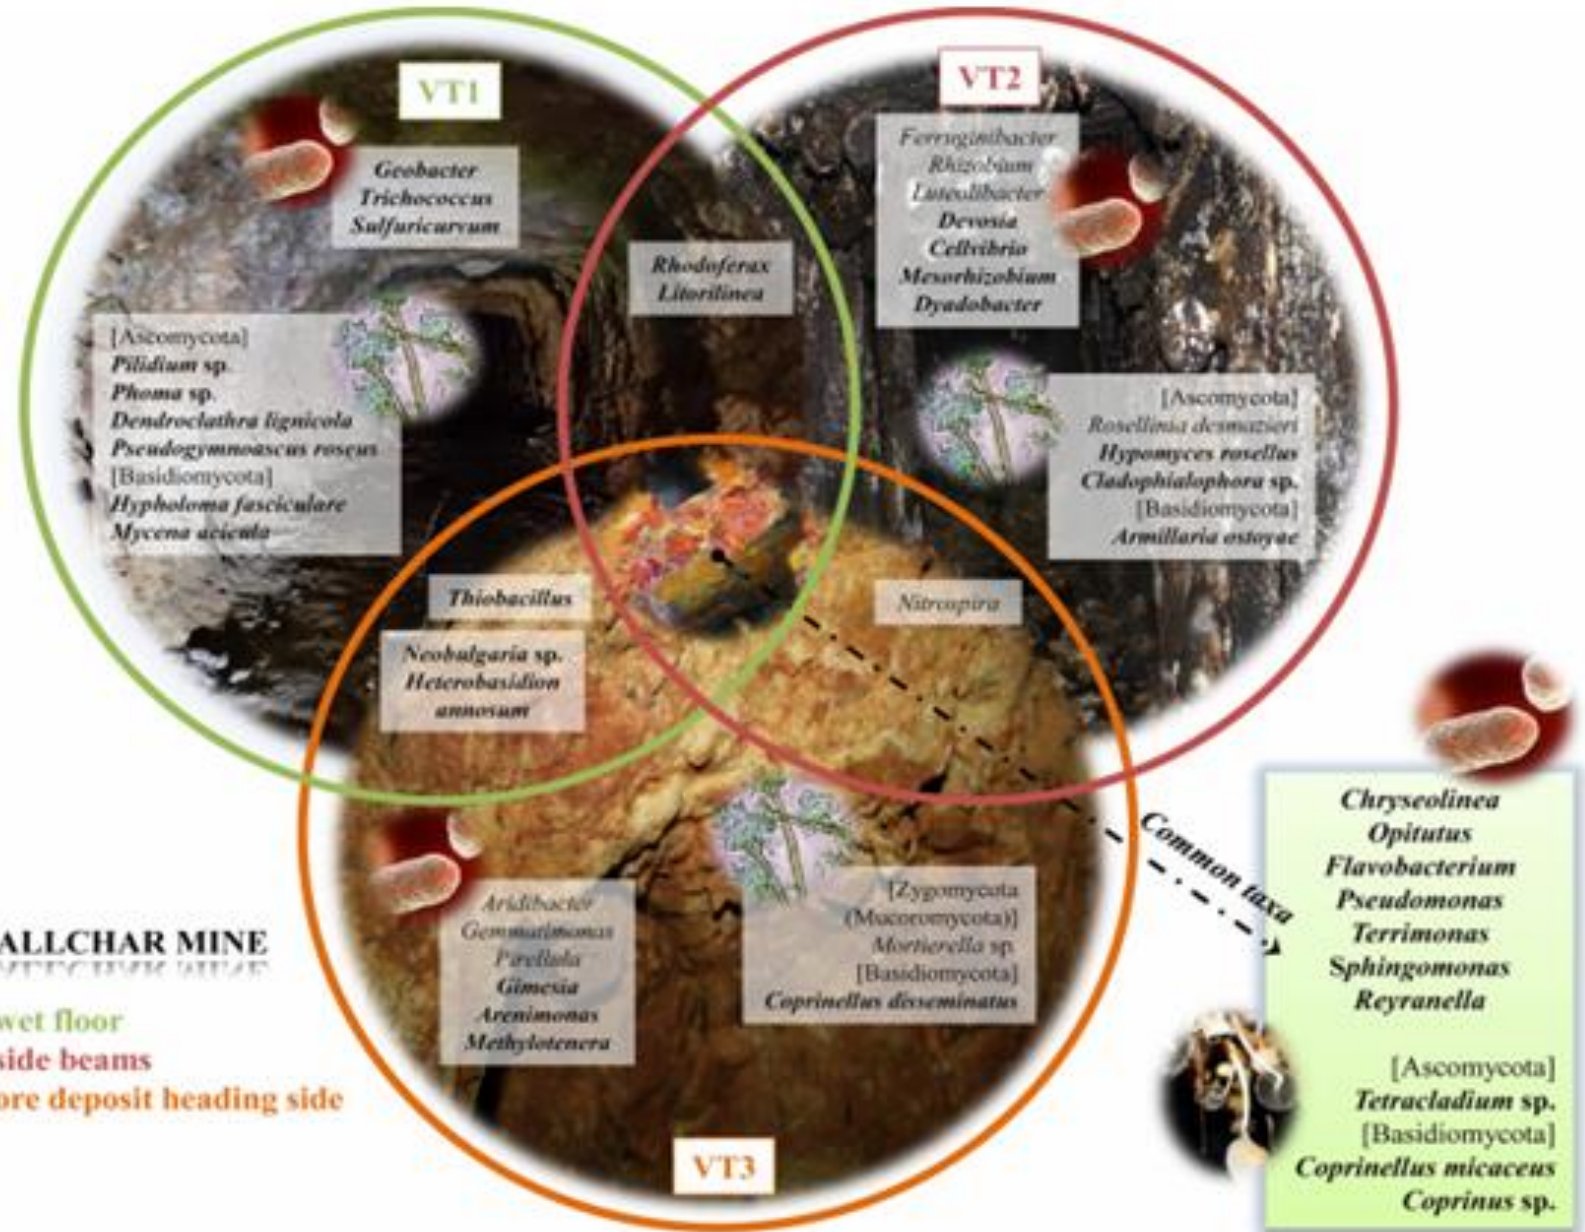 VT1
Geobacter
Trichococcus
Sulfuricurvum
[Ascomycota]
Pilidium sp.
Phoma sp.
Dendroclathra lignicola
Pseudogymnoascus roseus
[Basidiomycota]
Hypholoma fasciculare
Mycena acicula
Rhodoferax
Litorilinea
VT2
Ferruginibacter
Rhizobium
Luteolibacter
Devosia
Cellvibrio
Mesorhizobium
Dyadobacter
[Ascomycota]
Rosellinia desmazieri
Hypomyces rosellus
Cladophialophora sp.
[Basidiomycota]
Armillaria ostoyae
Thiobacillus
Neobulgaria sp.
Heterobasidion
annosum
Nitrospira
Aridibacter
Gemmatimonas
Pirellula
Gimesia
Arenimonas
Methylotenera
[Zygomycota
(Mucoromycota)]
Mortierella sp.
[Basidiomycota]
Coprinellus disseminatus
VT3
Common taxa
Chryseolinea
Opitutus
Flavobacterium
Pseudomonas
Terrimonas
Sphingomonas
Reyranella
[Ascomycota]
Tetracladium sp.
[Basidiomycota]
Coprinellus micaceus
Coprinus sp.
ALLCHAR MINE
wet floor
side beams
ore deposit heading side